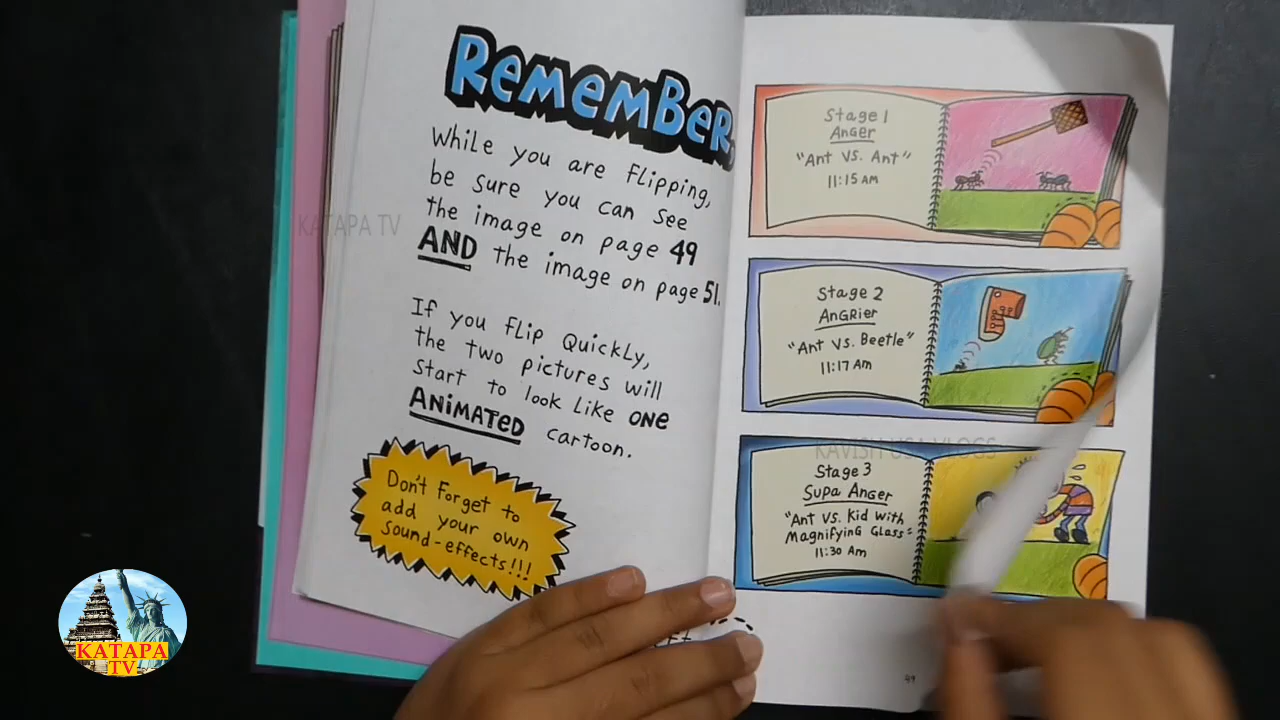 Remember,
While you are flipping,
be sure you can see
the image on page 49
AND the image on page 51.
If you flip quickly,
the two pictures will
start to look like one
ANIMATED cartoon.
Don't forget to
add your own
sound-effects!!!
Stage 1
Anger
"Ant vs. Ant"
11:15 AM
Stage 2
Angrier
"Ant vs. Beetle"
11:17 AM
Stage 3
Supa Anger
"Ant vs. Kid with
Magnifying Glass"
11:30 AM
49
KATAPA TV
KAVISH USA VLOGS
KATAPA
TV